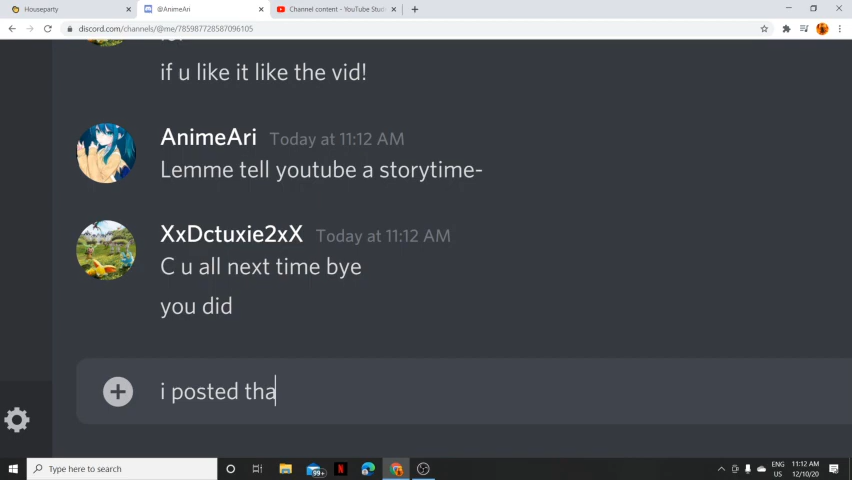 Houseparty
@AnimeAri
Channel content - YouTube Stud
discord.com/channels/@me/785987728587096105
if u like it like the vid!
AnimeAri Today at 11:12 AM
Lemme tell youtube a storytime-
XxDctuxie2xX Today at 11:12 AM
C u all next time bye
you did
i posted tha
Type here to search
99+
ENG
US
11:12 AM
12/10/20